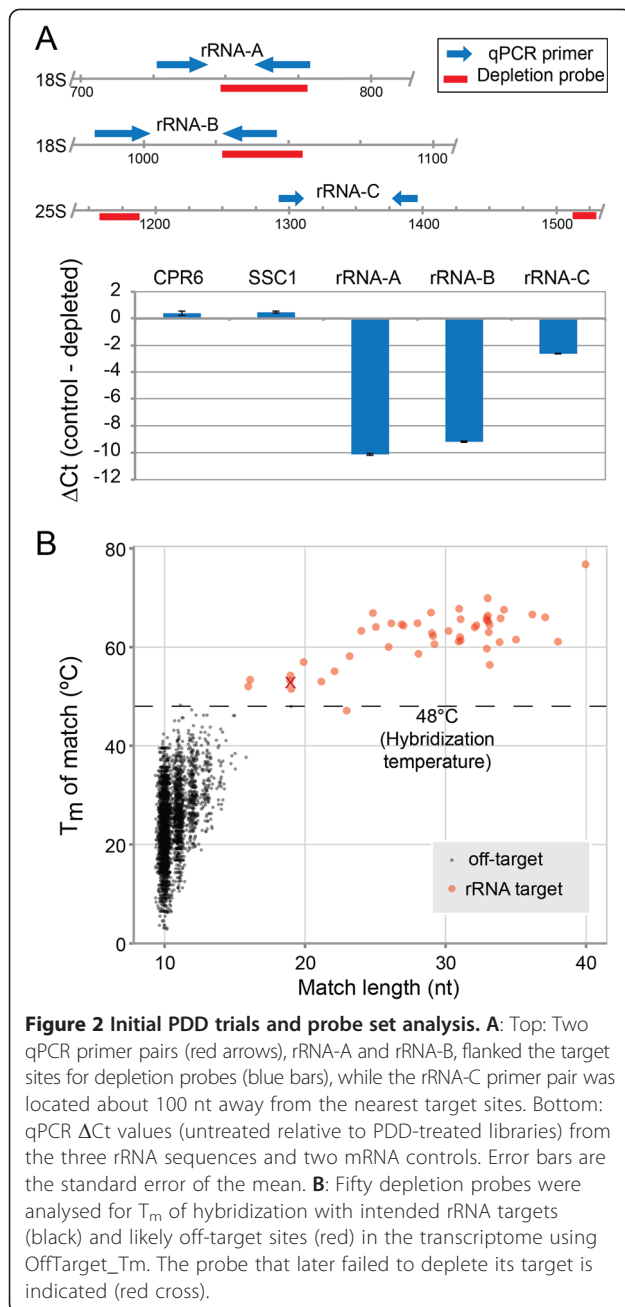 A
rRNA-A
qPCR primer
Depletion probe
18S
700
800
rRNA-B
18S
1000
1100
rRNA-C
25S
1200
1300
1400
1500
CPR6 SSC1 rRNA-A rRNA-B rRNA-C
2
0
-2
-4
-6
-8
-10
-12
ΔCt (control - depleted)
B
80
60
40
20
0
Tm of match (ºC)
48°C
(Hybridization
temperature)
off-target
rRNA target
10 20 30 40
Match length (nt)
Figure 2 Initial PDD trials and probe set analysis. A: Top: Two
qPCR primer pairs (red arrows), rRNA-A and rRNA-B, flanked the target
sites for depletion probes (blue bars), while the rRNA-C primer pair was
located about 100 nt away from the nearest target sites. Bottom:
qPCR ΔCt values (untreated relative to PDD-treated libraries) from
the three rRNA sequences and two mRNA controls. Error bars are
the standard error of the mean. B: Fifty depletion probes were
analysed for Tm of hybridization with intended rRNA targets
(black) and likely off-target sites (red) in the transcriptome using
OffTarget_Tm. The probe that later failed to deplete its target is
indicated (red cross).